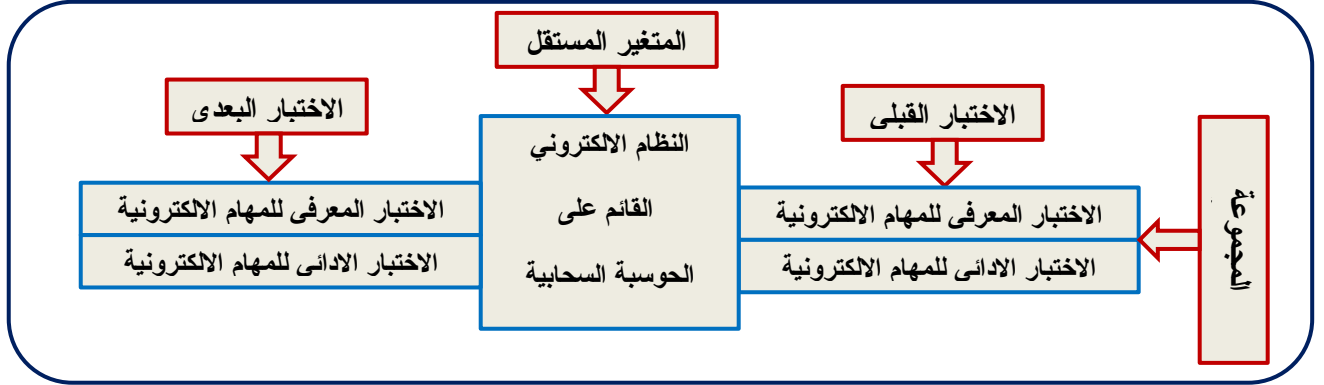 المتغير المستقل
الاختبار القبلى
الاختبار البعدى
المجموعة
الاختبار المعرفى للمهام الالكترونية
الاختبار الادائى للمهام الالكترونية
النظام الالكتروني
القائم على
الحوسبة السحابية
الاختبار المعرفى للمهام الالكترونية
الاختبار الادائى للمهام الالكترونية